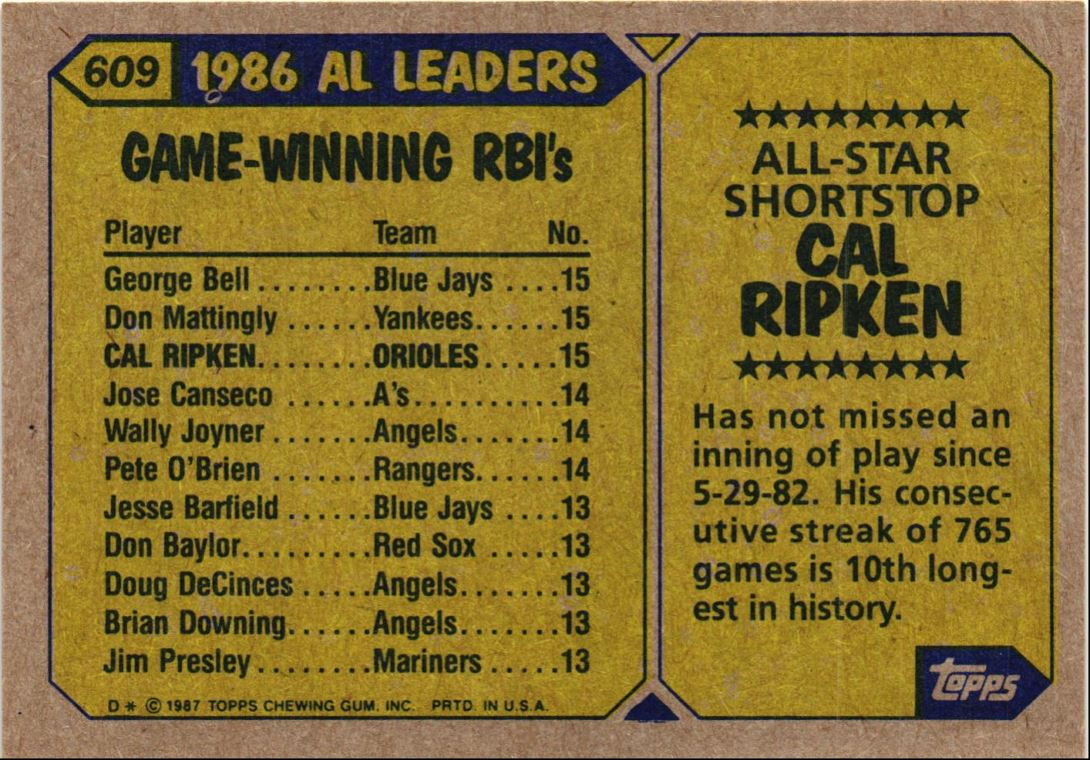 609 1986 AL LEADERS
GAME-WINNING RBI's
Player Team No.
George Bell ........Blue Jays ....15
Don Mattingly ......Yankees.......15
CAL RIPKEN........ORIOLES.....15
Jose Canseco ......A's..........14
Wally Joyner .......Angels.......14
Pete O'Brien .......Rangers......14
Jesse Barfield ......Blue Jays ....13
Don Baylor.........Red Sox .....13
Doug DeCinces .....Angels.......13
Brian Downing......Angels.......13
Jim Presley........Mariners .....13
D * © 1987 TOPPS CHEWING GUM, INC. PRTD. IN U.S.A.
ALL-STAR
SHORTSTOP
CAL
RIPKEN
Has not missed an
inning of play since
5-29-82. His consec-
utive streak of 765
games is 10th long-
est in history.
topps